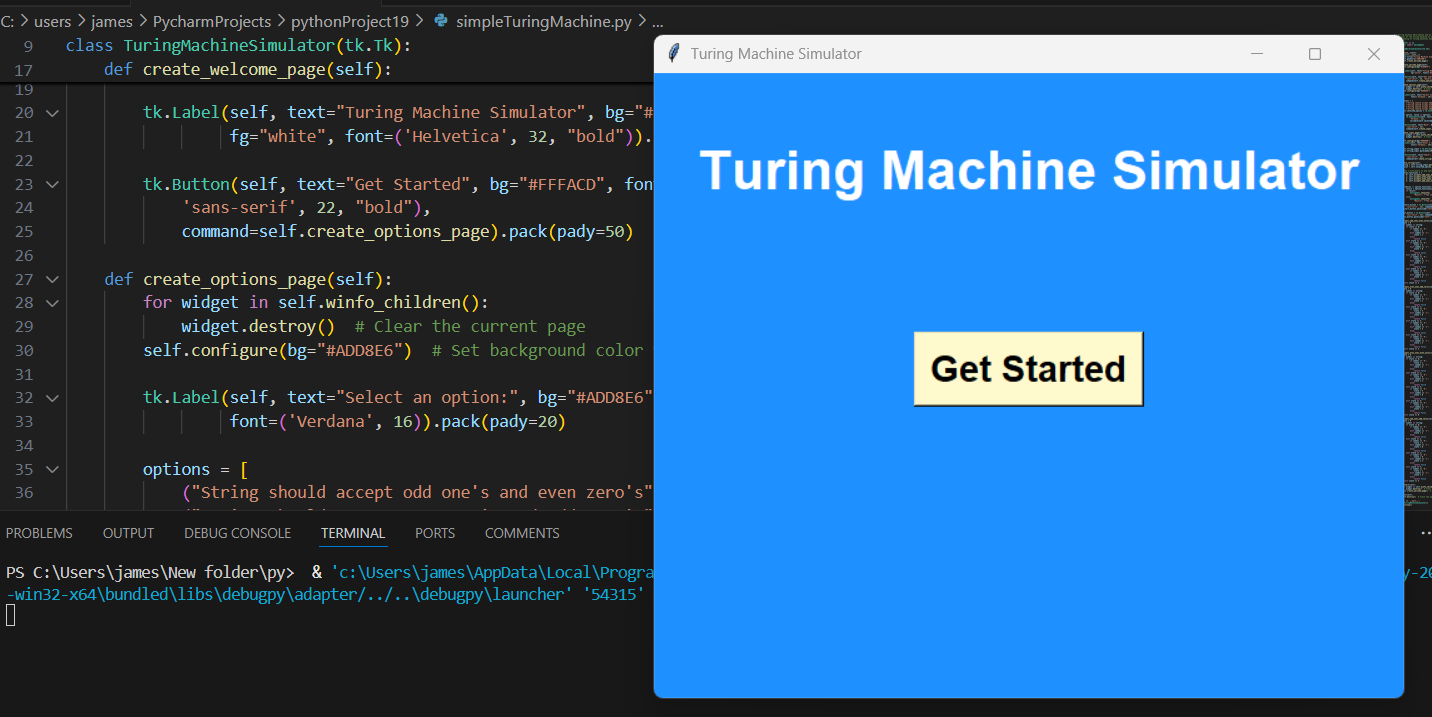 C: > users > james > PycharmProjects > pythonProject19 > simpleTuringMachine.py > ...
9 class TuringMachineSimulator(tk.Tk):
17 def create_welcome_page(self):
19
20 tk.Label(self, text="Turing Machine Simulator", bg="#
21 fg="white", font=('Helvetica', 32, "bold")).
22
23 tk.Button(self, text="Get Started", bg="#FFFACD", fon
24 'sans-serif', 22, "bold"),
25 command=self.create_options_page).pack(pady=50)
26
27 def create_options_page(self):
28 for widget in self.winfo_children():
29 widget.destroy()  # Clear the current page
30 self.configure(bg="#ADD8E6")  # Set background color
31
32 tk.Label(self, text="Select an option:", bg="#ADD8E6"
33 font=('Verdana', 16)).pack(pady=20)
34
35 options = [
36 ("String should accept odd one's and even zero's"
PROBLEMS OUTPUT DEBUG CONSOLE TERMINAL PORTS COMMENTS
PS C:\Users\james\New folder\py>  & 'c:\Users\james\AppData\Local\Progra
-win32-x64\bundled\libs\debugpy\adapter/../..\debugpy\launcher' '54315'
Turing Machine Simulator
Turing Machine Simulator
Get Started